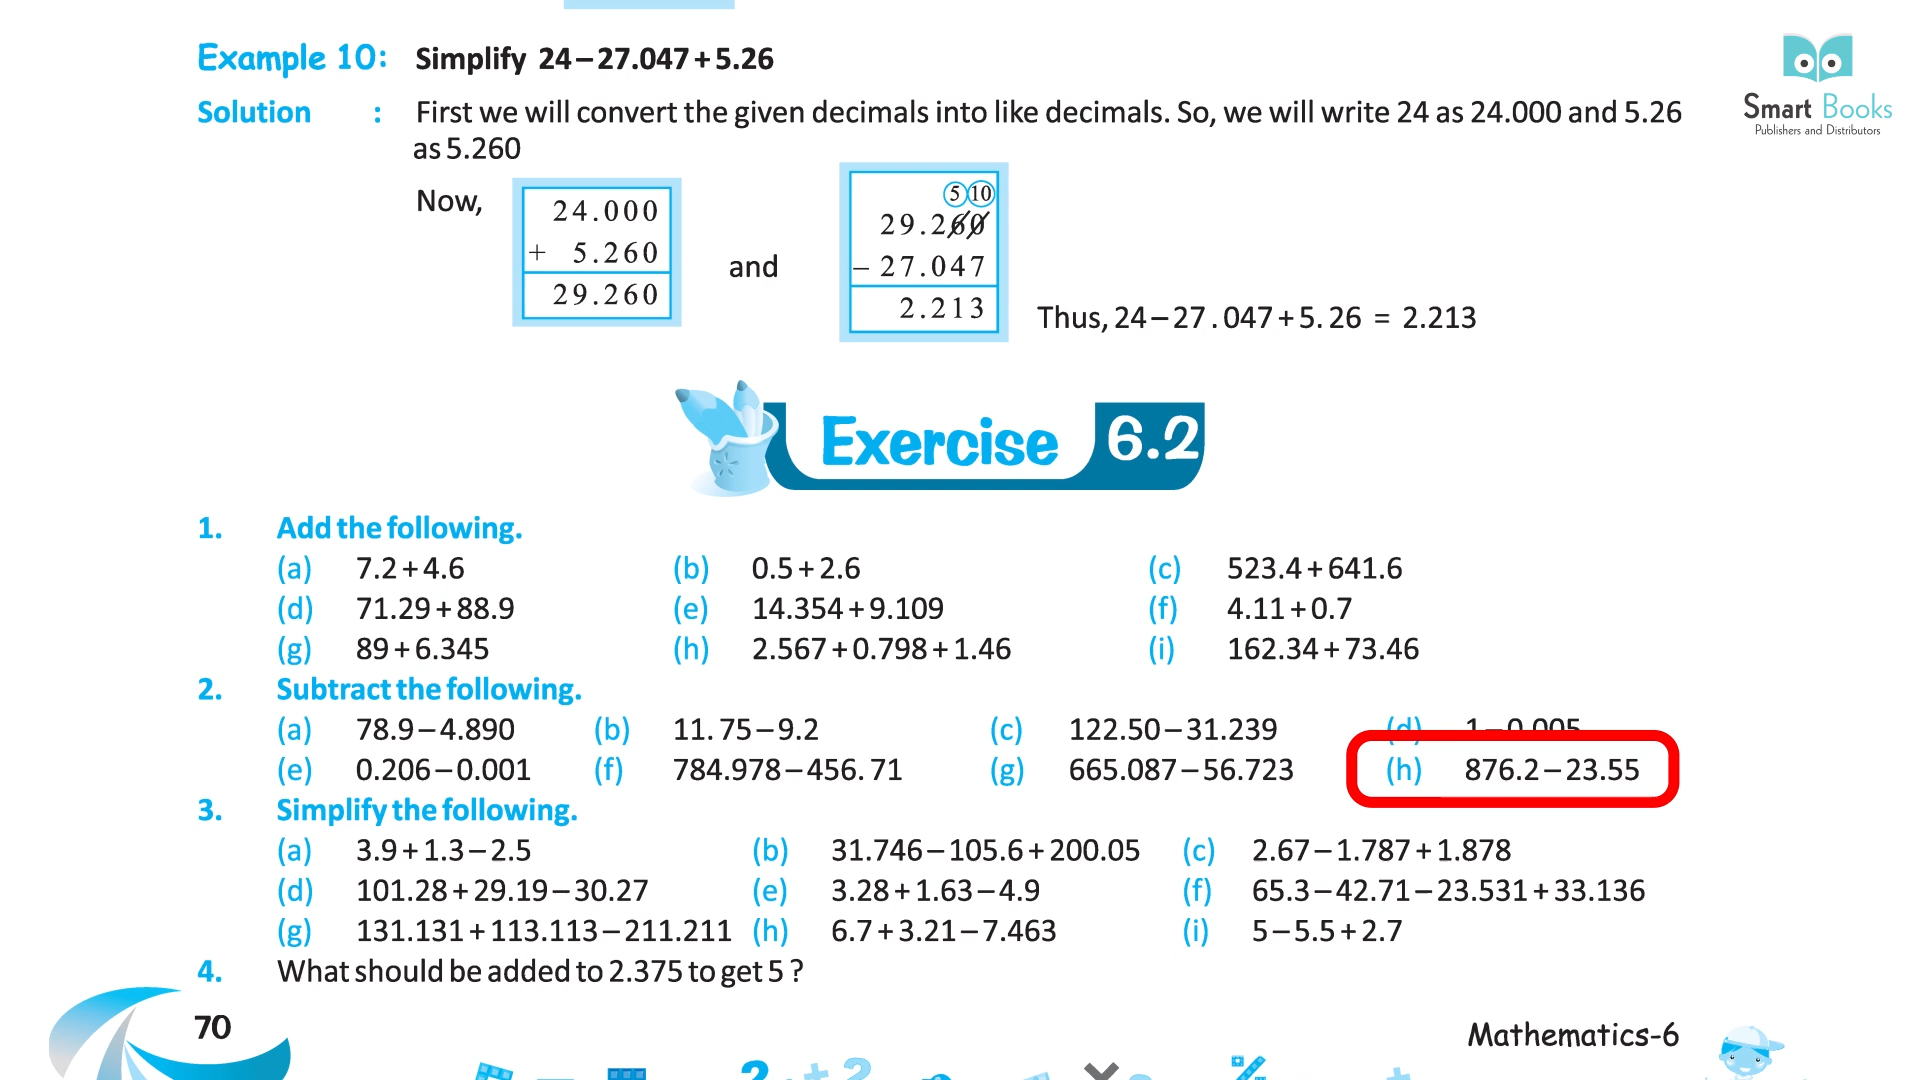 Example 10: Simplify 24 – 27.047 + 5.26
Smart Books
Publishers and Distributors
Solution : First we will convert the given decimals into like decimals. So, we will write 24 as 24.000 and 5.26
as 5.260
Now,
24.000
+ 5.260
29.260
and
5 10
29.260
– 27.047
2.213
Thus, 24 – 27.047 + 5.26 = 2.213
Exercise 6.2
1. Add the following.
(a) 7.2 + 4.6 (b) 0.5 + 2.6 (c) 523.4 + 641.6
(d) 71.29 + 88.9 (e) 14.354 + 9.109 (f) 4.11 + 0.7
(g) 89 + 6.345 (h) 2.567 + 0.798 + 1.46 (i) 162.34 + 73.46
2. Subtract the following.
(a) 78.9 – 4.890 (b) 11.75 – 9.2 (c) 122.50 – 31.239 (d) 1 – 0.005
(e) 0.206 – 0.001 (f) 784.978 – 456.71 (g) 665.087 – 56.723 (h) 876.2 – 23.55
3. Simplify the following.
(a) 3.9 + 1.3 – 2.5 (b) 31.746 – 105.6 + 200.05 (c) 2.67 – 1.787 + 1.878
(d) 101.28 + 29.19 – 30.27 (e) 3.28 + 1.63 – 4.9 (f) 65.3 – 42.71 – 23.531 + 33.136
(g) 131.131 + 113.113 – 211.211 (h) 6.7 + 3.21 – 7.463 (i) 5 – 5.5 + 2.7
4. What should be added to 2.375 to get 5 ?
70
Mathematics-6